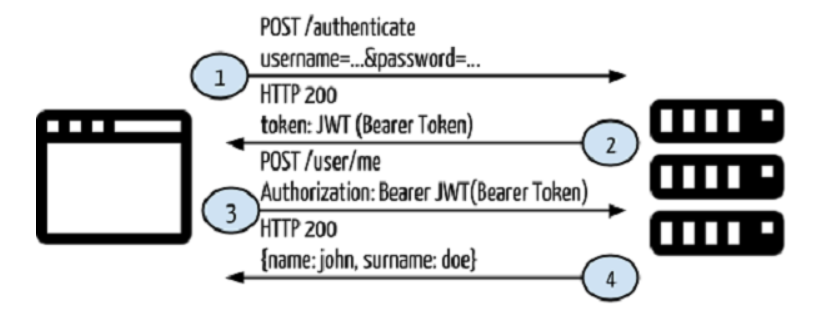 POST /authenticate
username=...&password=...
1
HTTP 200
token: JWT (Bearer Token)
2
POST /user/me
Authorization: Bearer JWT(Bearer Token)
3
HTTP 200
{name: john, surname: doe}
4